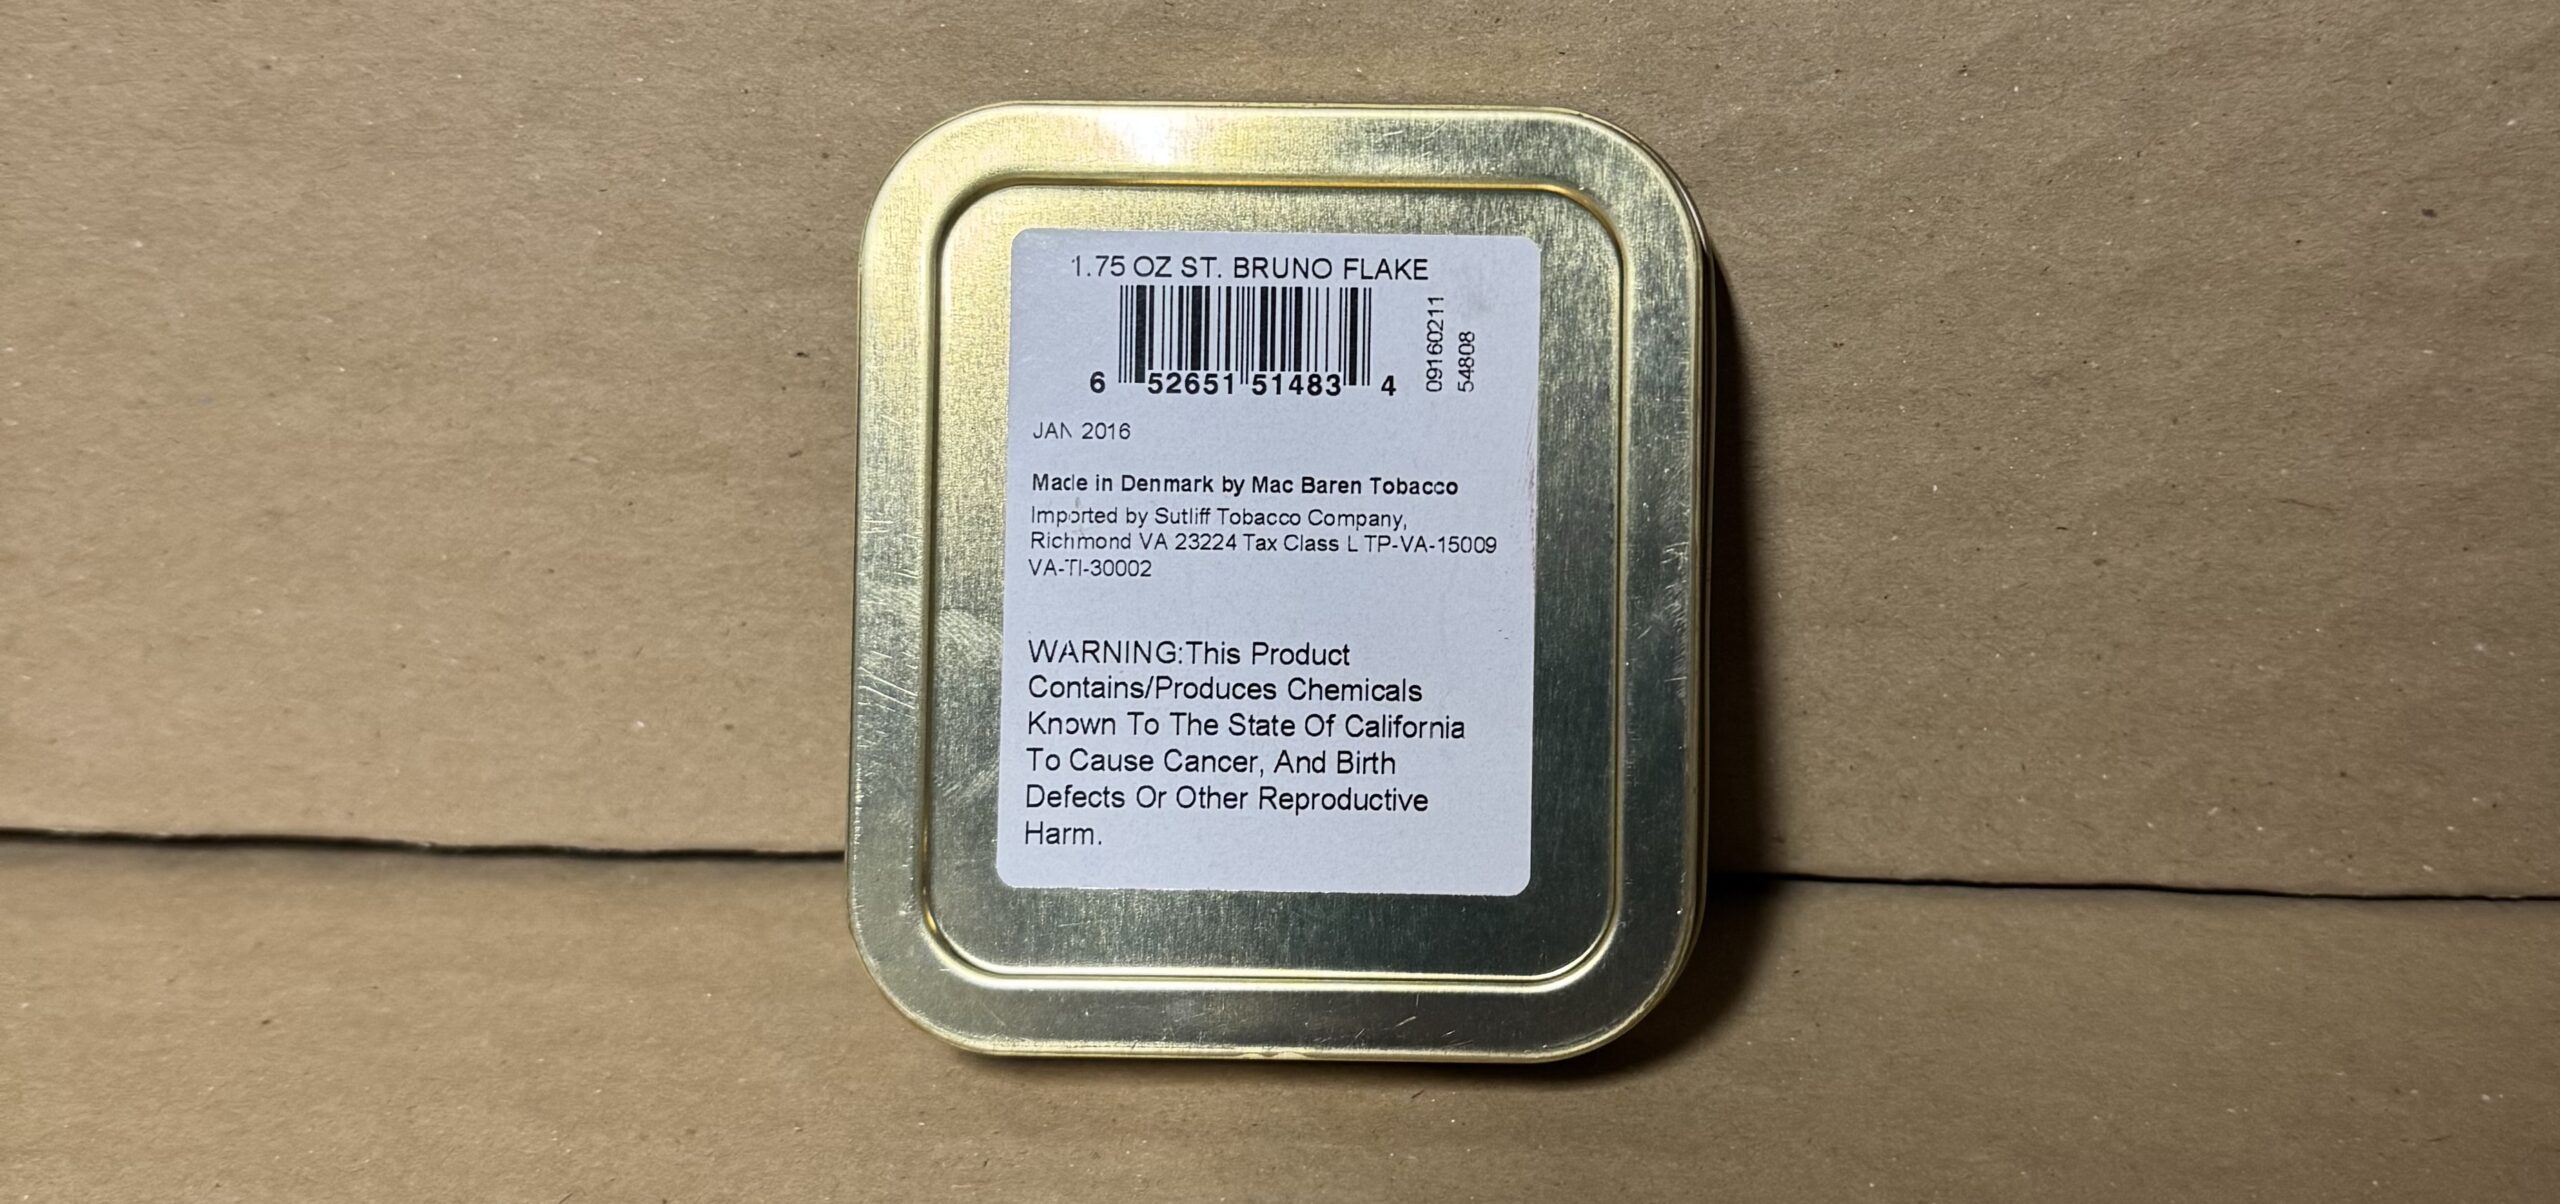 1.75 OZ ST. BRUNO FLAKE
6 52651 51483 4
09160211
54808
JAN 2016
Made in Denmark by Mac Baren Tobacco
Imported by Sutliff Tobacco Company,
Richmond VA 23224 Tax Class L TP-VA-15009
VA-TI-30002
WARNING:This Product
Contains/Produces Chemicals
Known To The State Of California
To Cause Cancer, And Birth
Defects Or Other Reproductive
Harm.